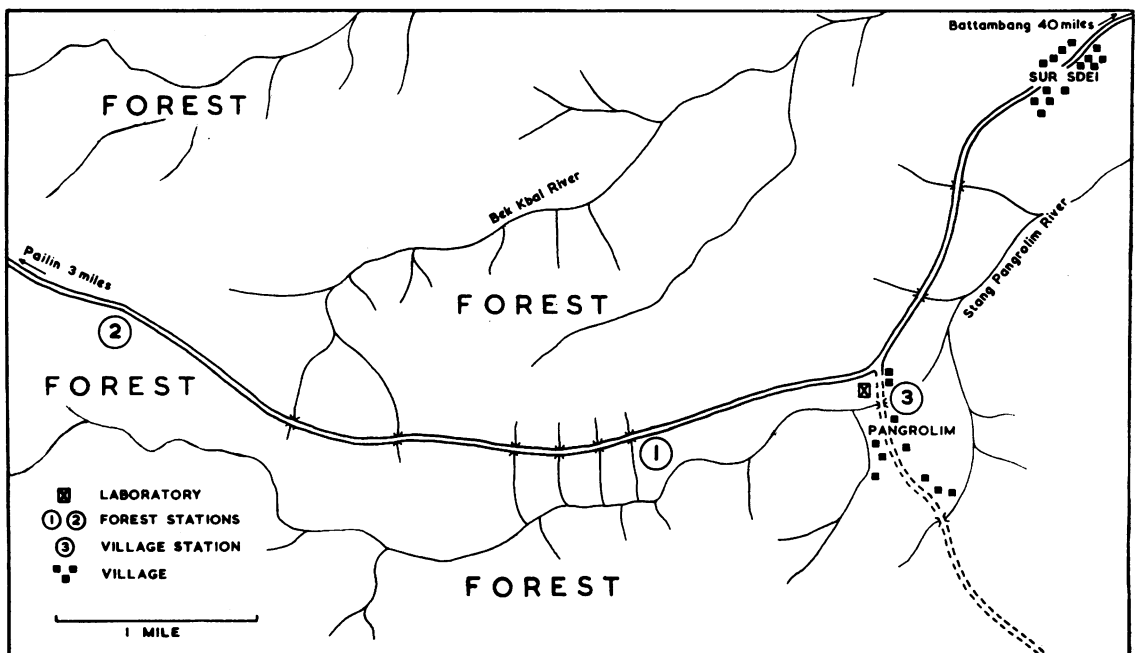 Battambang 40 miles
SUR SDEI
FOREST
Bek Kbal River
Stang Pangrolim River
Pailin 3 miles
FOREST
2
FOREST
3
PANGROLIM
1
LABORATORY
1 2 FOREST STATIONS
3 VILLAGE STATION
VILLAGE
FOREST
1 MILE